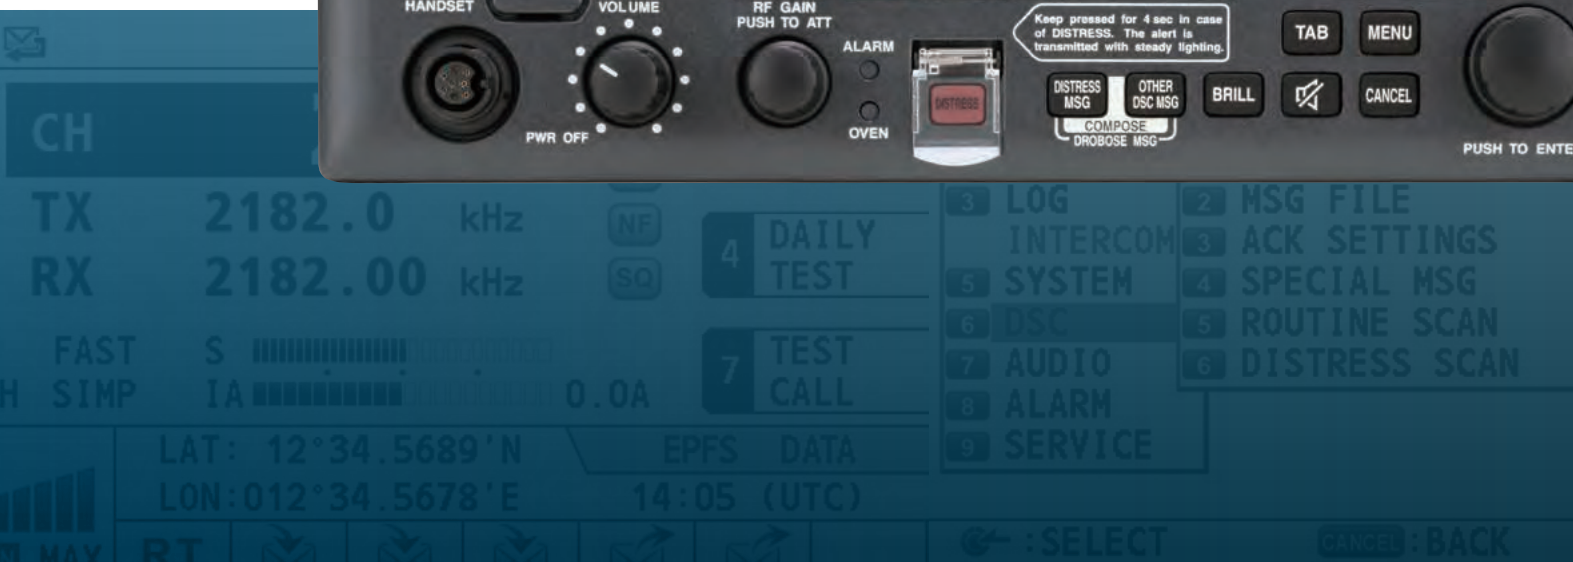 HANDSET
VOLUME
RF GAIN
PUSH TO ATT
ALARM
OVEN
PWR OFF
DISTRESS
Keep pressed for 4 sec in case
of DISTRESS. The alert is
transmitted with steady lighting.
TAB
MENU
DISTRESS
MSG
OTHER
DSC MSG
BRILL
CANCEL
COMPOSE
DROBOSE MSG
PUSH TO ENTE
CH
TX 2182.0 kHz
RX 2182.00 kHz
NF
SQ
FAST S
H SIMP IA 0.0A
4 DAILY
TEST
7 TEST
CALL
3 LOG
INTERCOM
5 SYSTEM
6 DSC
7 AUDIO
8 ALARM
9 SERVICE
2 MSG FILE
3 ACK SETTINGS
4 SPECIAL MSG
5 ROUTINE SCAN
6 DISTRESS SCAN
LAT: 12°34.5689'N EPFS DATA
LON:012°34.5678'E 14:05 (UTC)
MAX RT
:SELECT
CANCEL :BACK